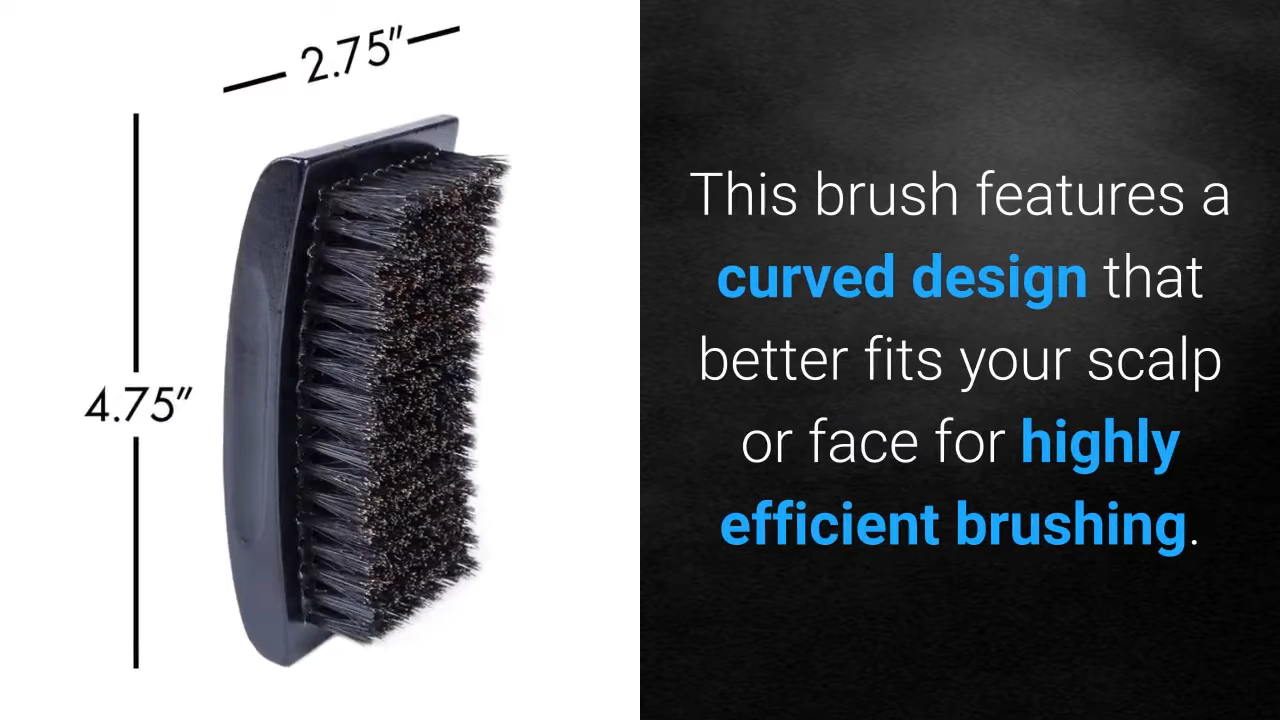 2.75"
4.75"
This brush features a
curved design that
better fits your scalp
or face for highly
efficient brushing.